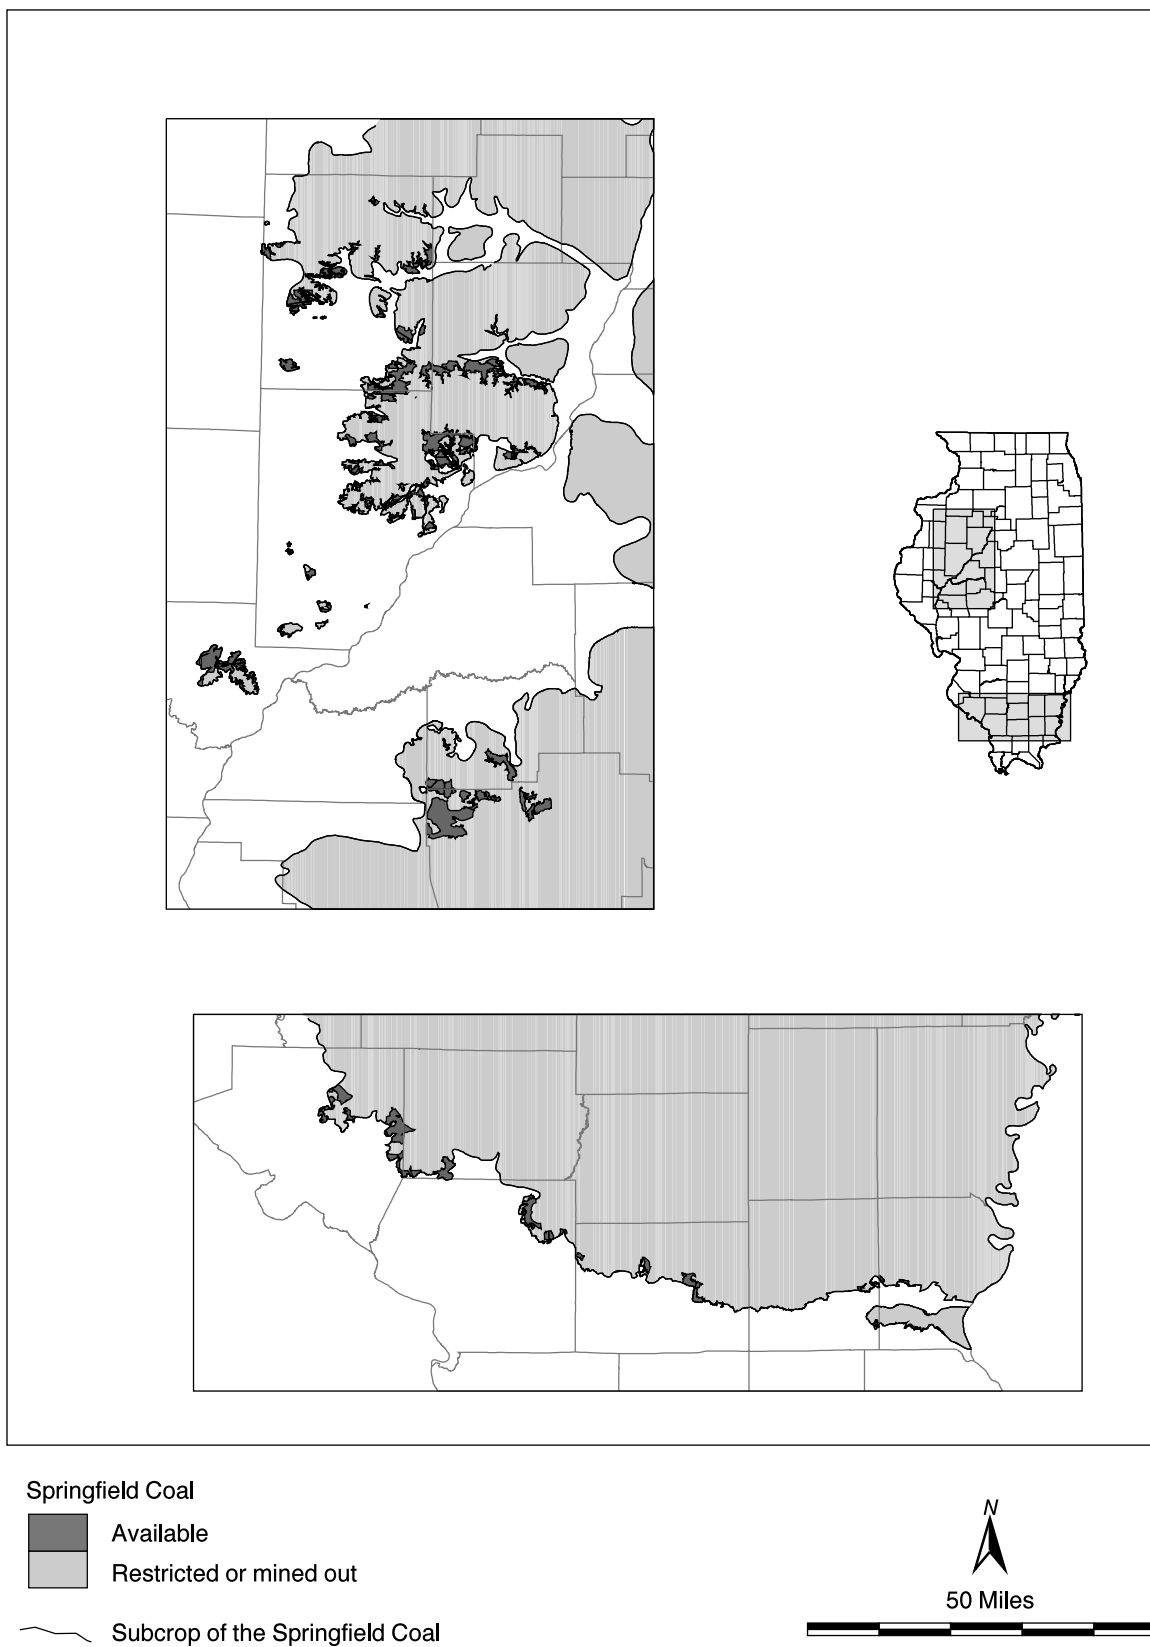 Springfield Coal
Available
Restricted or mined out
Subcrop of the Springfield Coal
N
50 Miles